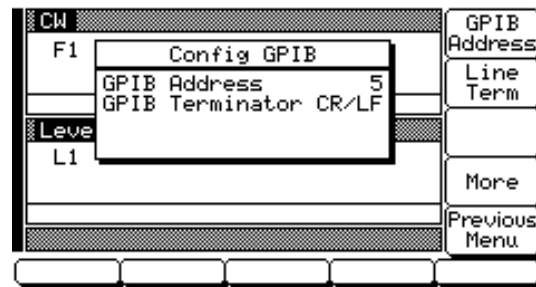 CW
F1
Config GPIB
GPIB Address 5
GPIB Terminator CR/LF
Leve
L1
GPIB
Address
Line
Term
More
Previous
Menu